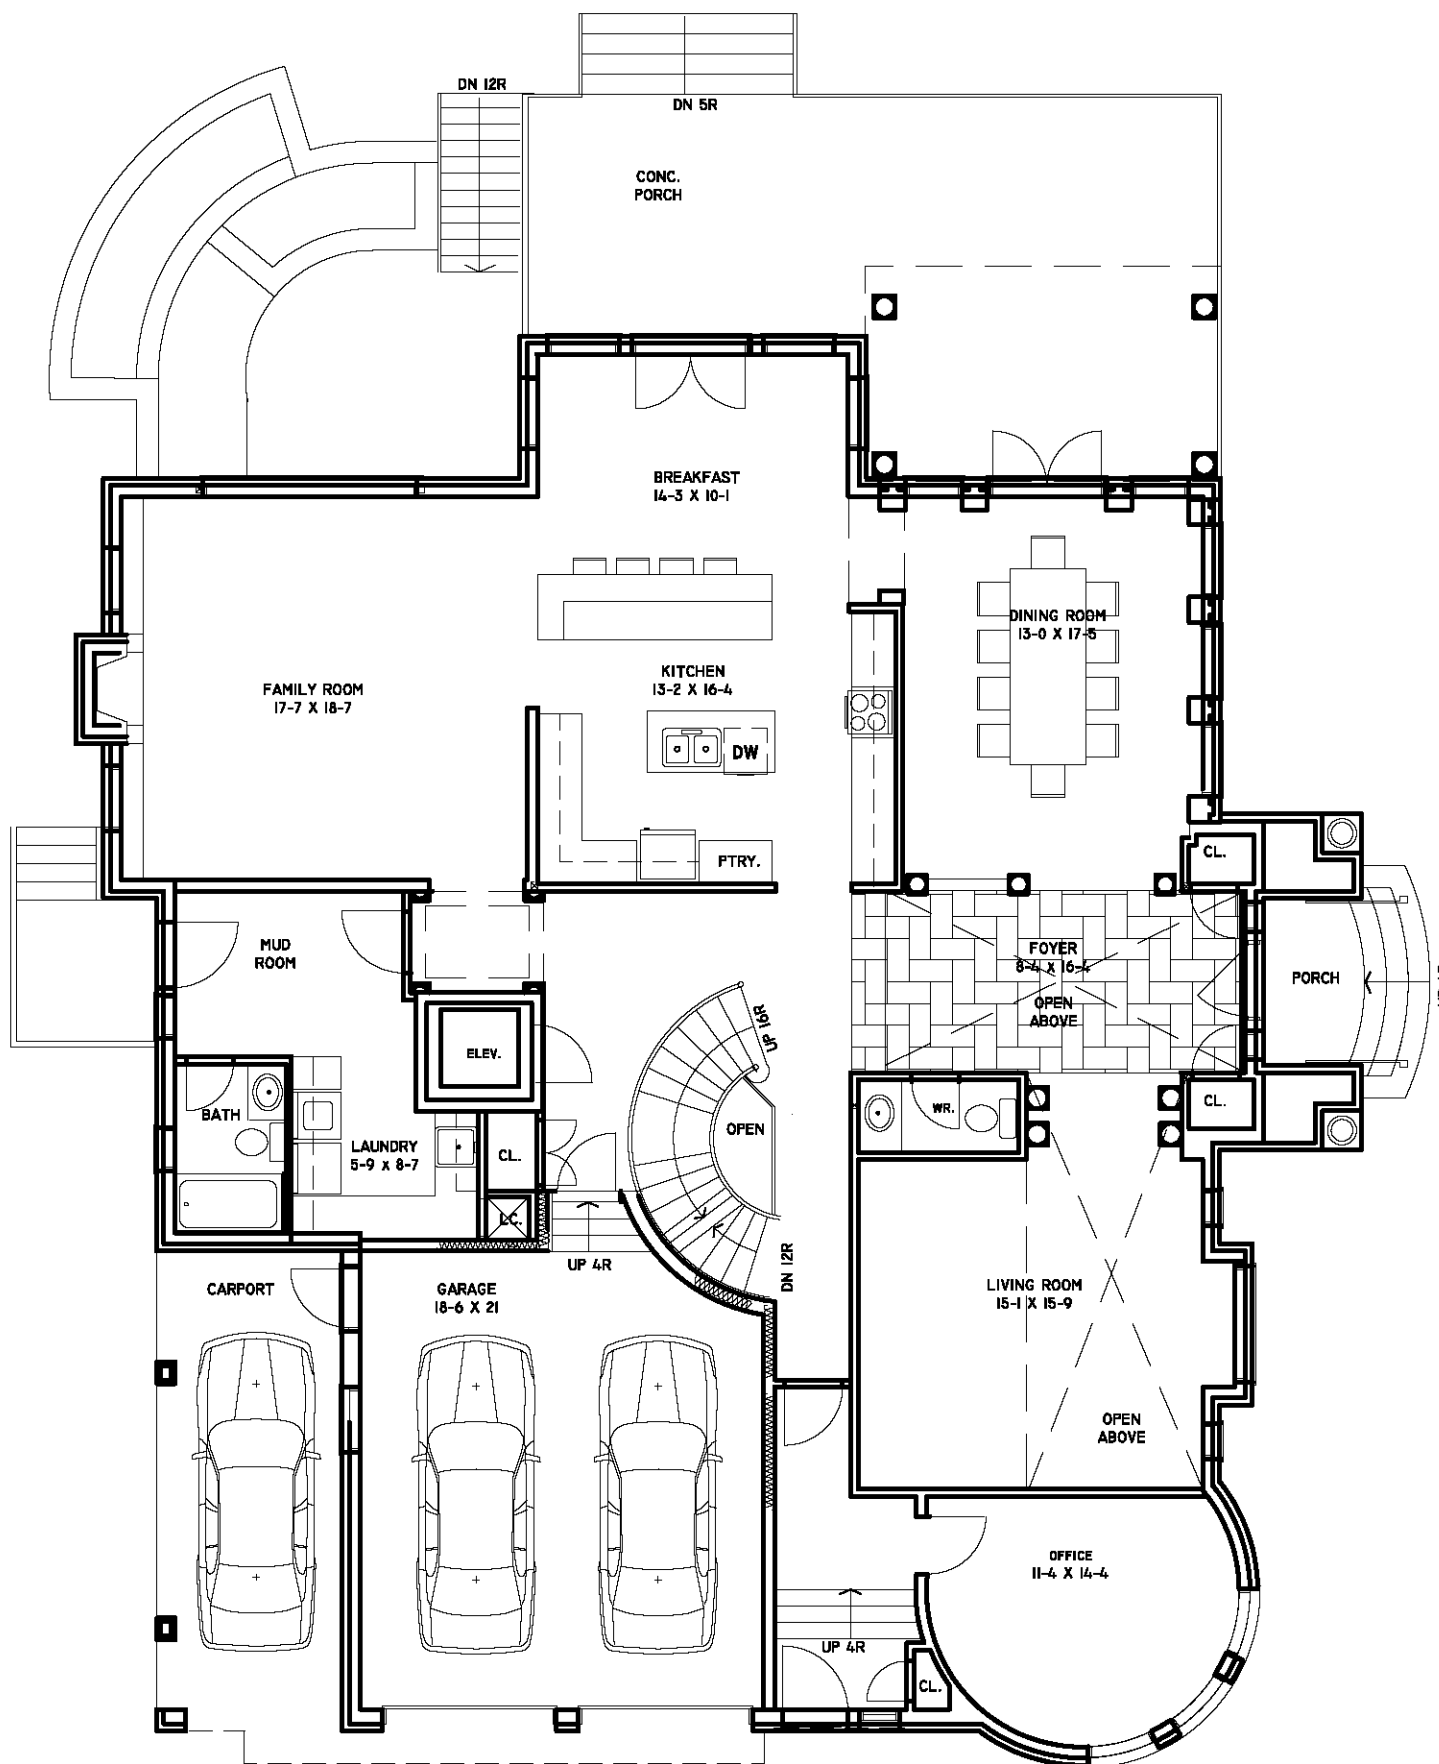 DN 12R
DN 5R
CONC.
PORCH
BREAKFAST
14-3 X 10-1
DINING ROOM
13-0 X 17-5
KITCHEN
13-2 X 16-4
FAMILY ROOM
17-7 X 18-7
DW
PTRY.
CL.
MUD
ROOM
FOYER
8-4 X 16-4
OPEN
ABOVE
PORCH
UP 16R
ELEV.
BATH
LAUNDRY
5-9 X 8-7
CL.
OPEN
WR.
CL.
L.C.
UP 4R
DN 12R
CARPORT
GARAGE
18-6 X 21
LIVING ROOM
15-1 X 15-9
OPEN
ABOVE
OFFICE
11-4 X 14-4
UP 4R
CL.